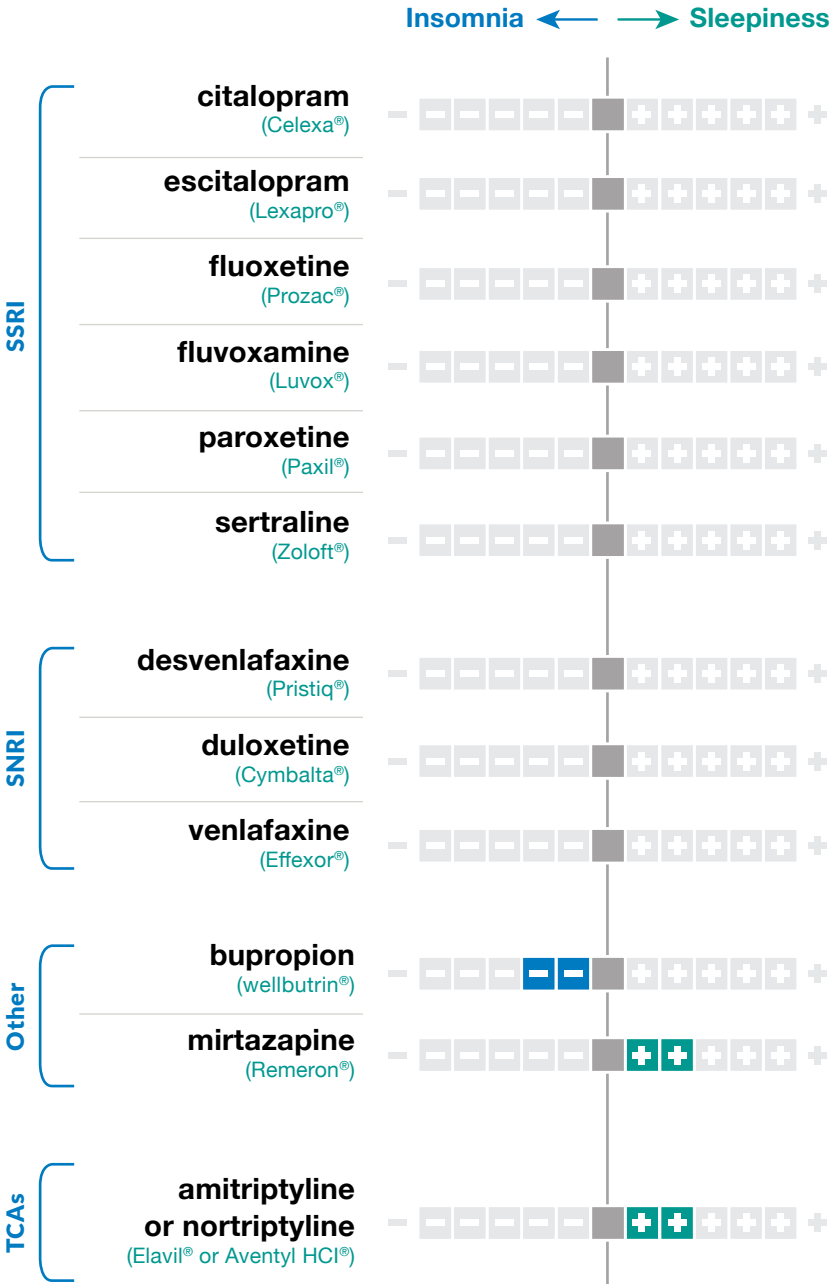 Insomnia ← → Sleepiness
SSRI
citalopram
(Celexa®)
escitalopram
(Lexapro®)
fluoxetine
(Prozac®)
fluvoxamine
(Luvox®)
paroxetine
(Paxil®)
sertraline
(Zoloft®)
SNRI
desvenlafaxine
(Pristiq®)
duloxetine
(Cymbalta®)
venlafaxine
(Effexor®)
Other
bupropion
(wellbutrin®)
mirtazapine
(Remeron®)
TCAs
amitriptyline
or nortriptyline
(Elavil® or Aventyl HCI®)